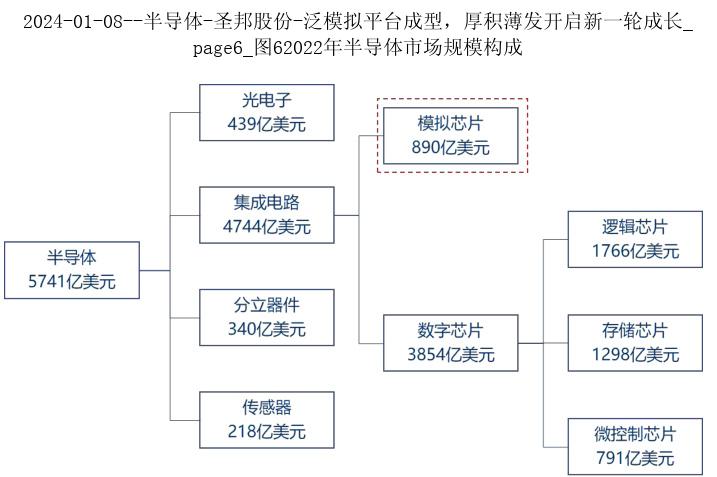 2024-01-08--半导体-圣邦股份-泛模拟平台成型，厚积薄发开启新一轮成长_
page6_图62022年半导体市场规模构成
半导体
5741亿美元
光电子
439亿美元
集成电路
4744亿美元
分立器件
340亿美元
传感器
218亿美元
模拟芯片
890亿美元
数字芯片
3854亿美元
逻辑芯片
1766亿美元
存储芯片
1298亿美元
微控制芯片
791亿美元